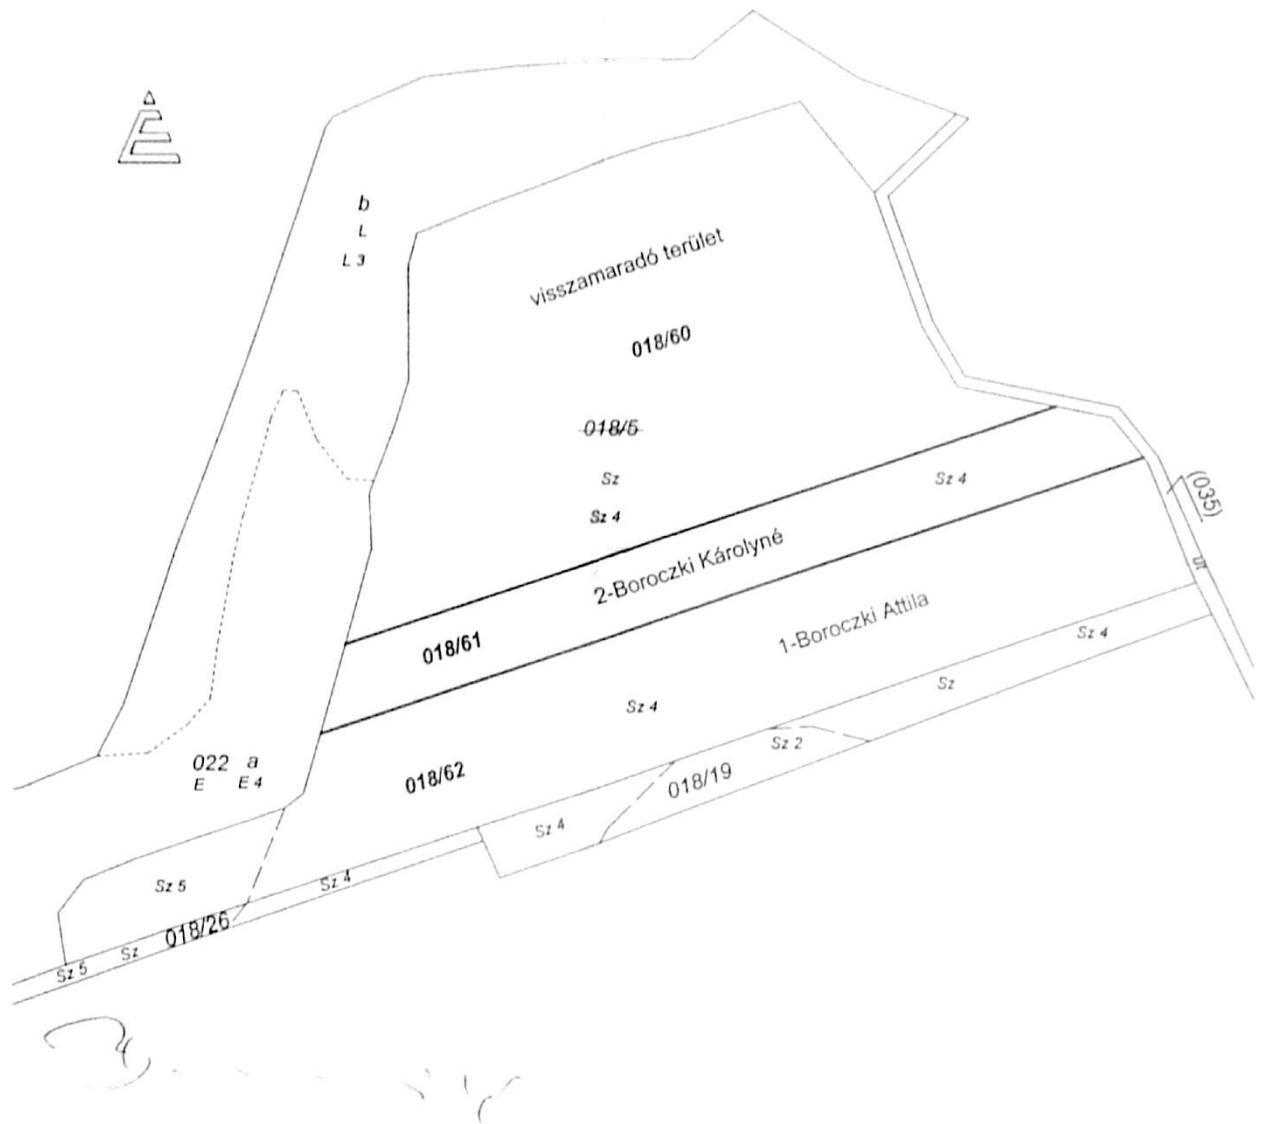 É
b
L
L 3
visszamaradó terület
018/60
018/5
Sz
Sz 4
Sz 4
(035)
2-Boroczki Károlyné
út
018/61
1-Boroczki Attila
Sz 4
Sz 4
Sz
Sz 2
022 a
E E 4
018/62
018/19
Sz 4
Sz 4
Sz 5
018/26
Sz
Sz 5